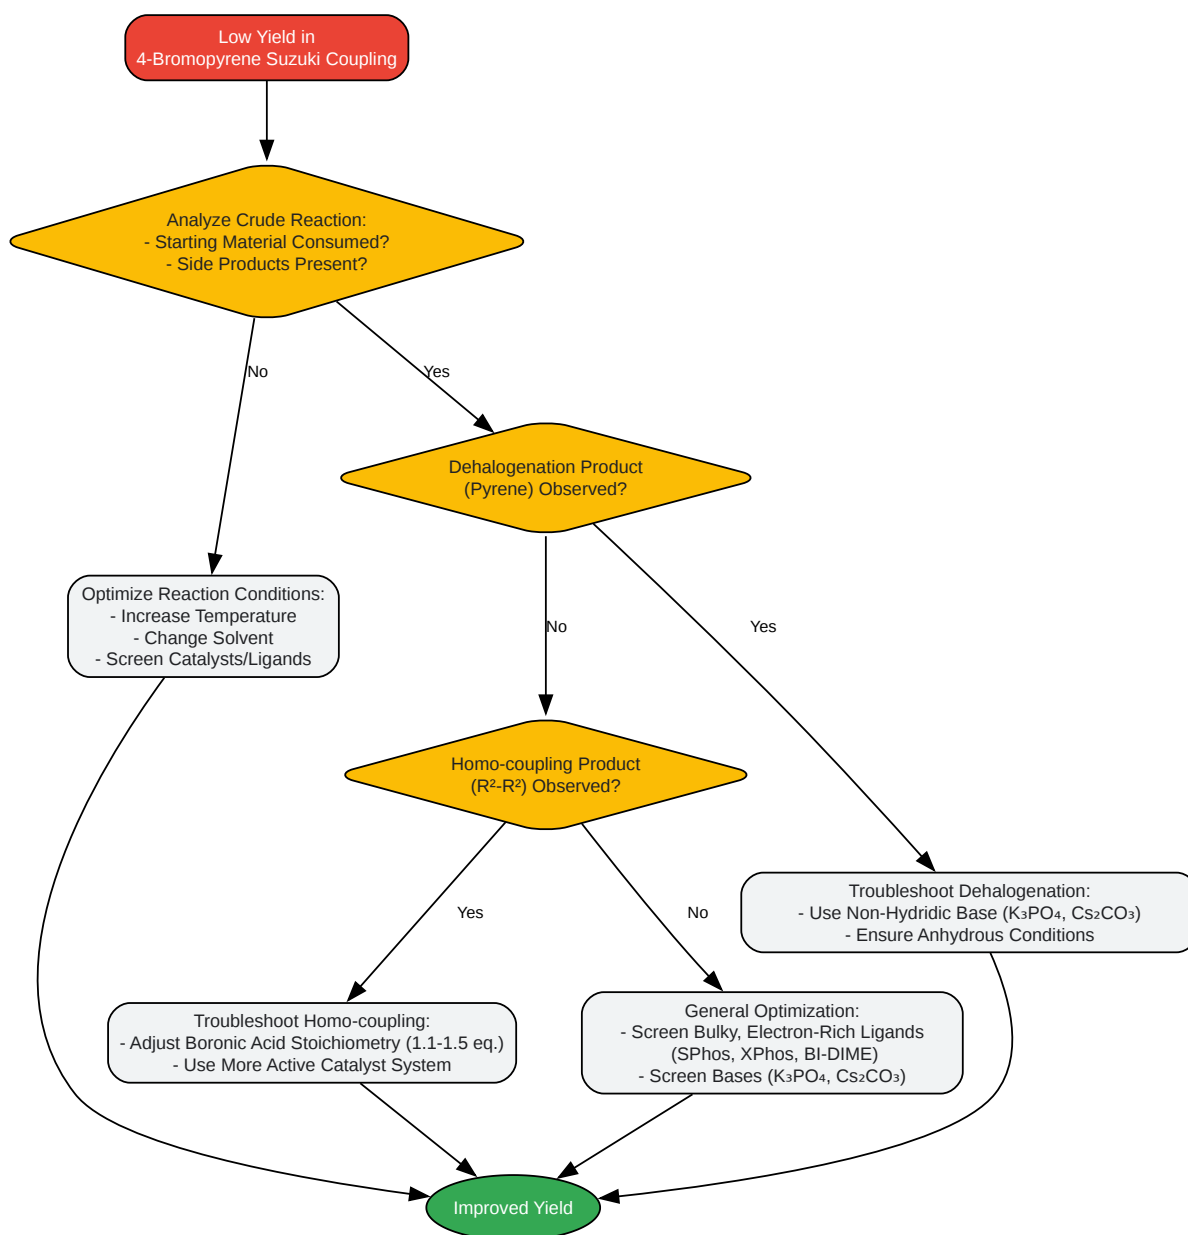 Low Yield in
4-Bromopyrene Suzuki Coupling
Analyze Crude Reaction:
- Starting Material Consumed?
- Side Products Present?
No
Yes
Dehalogenation Product
(Pyrene) Observed?
Optimize Reaction Conditions:
- Increase Temperature
- Change Solvent
- Screen Catalysts/Ligands
No
Yes
Homo-coupling Product
(R²-R²) Observed?
Yes
No
Troubleshoot Dehalogenation:
- Use Non-Hydridic Base (K₃PO₄, Cs₂CO₃)
- Ensure Anhydrous Conditions
Troubleshoot Homo-coupling:
- Adjust Boronic Acid Stoichiometry (1.1-1.5 eq.)
- Use More Active Catalyst System
General Optimization:
- Screen Bulky, Electron-Rich Ligands
(SPhos, XPhos, BI-DIME)
- Screen Bases (K₃PO₄, Cs₂CO₃)
Improved Yield